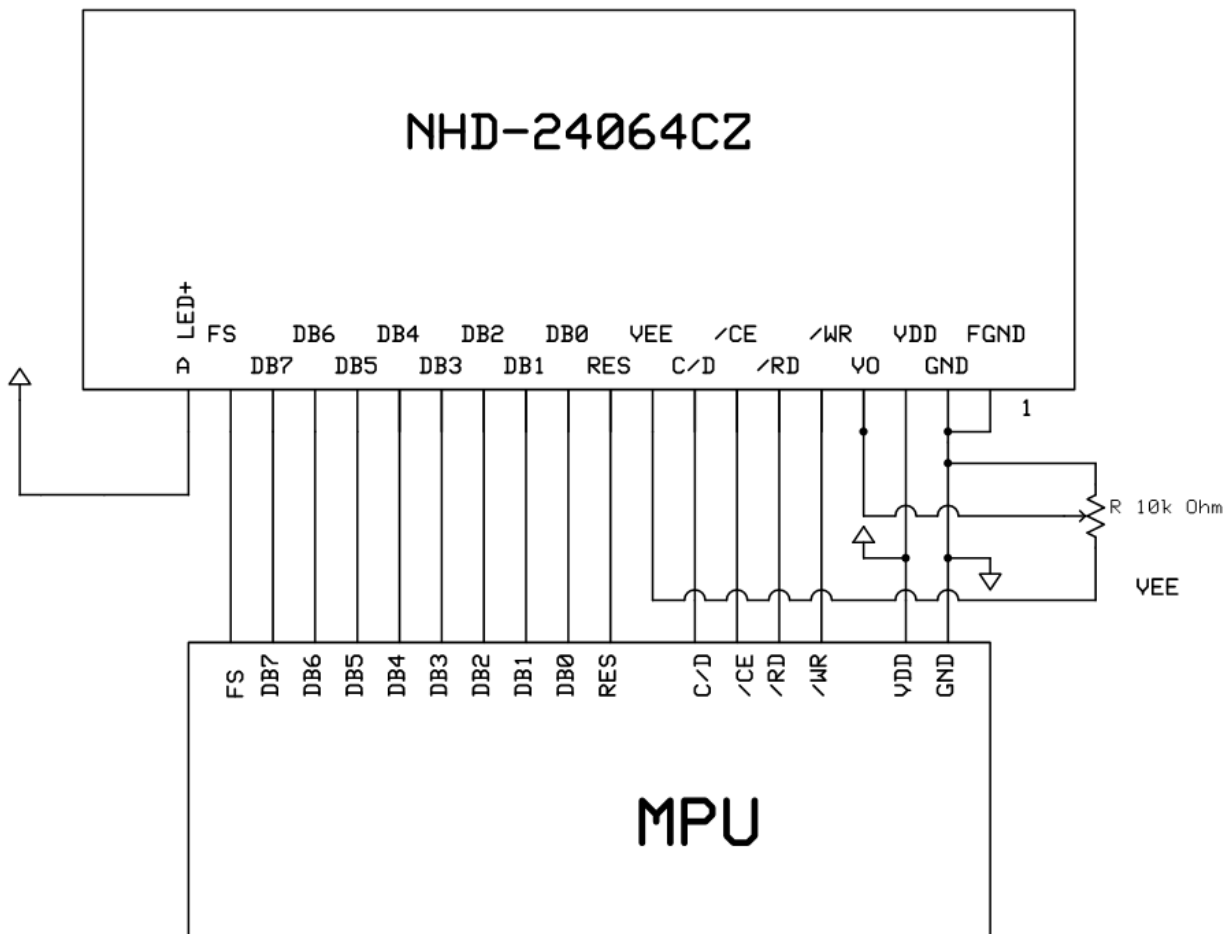 NHD-24064CZ
LED+
FS DB6 DB4 DB2 DB0 VEE /CE /WR VDD FGND
A DB7 DB5 DB3 DB1 RES C/D /RD VO GND
1
R 10k Ohm
VEE
FS DB7 DB6 DB5 DB4 DB3 DB2 DB1 DB0 RES C/D /CE /RD /WR VDD GND
MPU